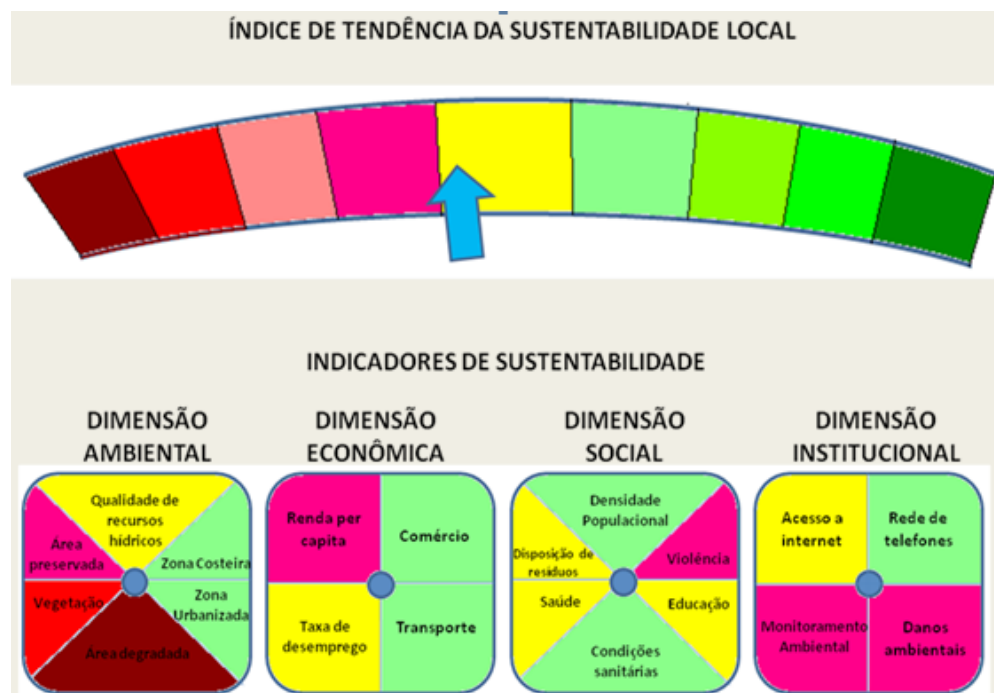 ÍNDICE DE TENDÊNCIA DA SUSTENTABILIDADE LOCAL
INDICADORES DE SUSTENTABILIDADE
DIMENSÃO
AMBIENTAL
DIMENSÃO
ECONÔMICA
DIMENSÃO
SOCIAL
DIMENSÃO
INSTITUCIONAL
Qualidade de
recursos
hídricos
Área
preservada
Zona Costeira
Vegetação
Zona
Urbanizada
Área degradada
Renda per
capita
Comércio
Taxa de
desemprego
Transporte
Densidade
Populacional
Disposição de
resíduos
Violência
Saúde
Educação
Condições
sanitárias
Acesso a
internet
Rede de
telefones
Monitoramento
Ambiental
Danos
ambientais